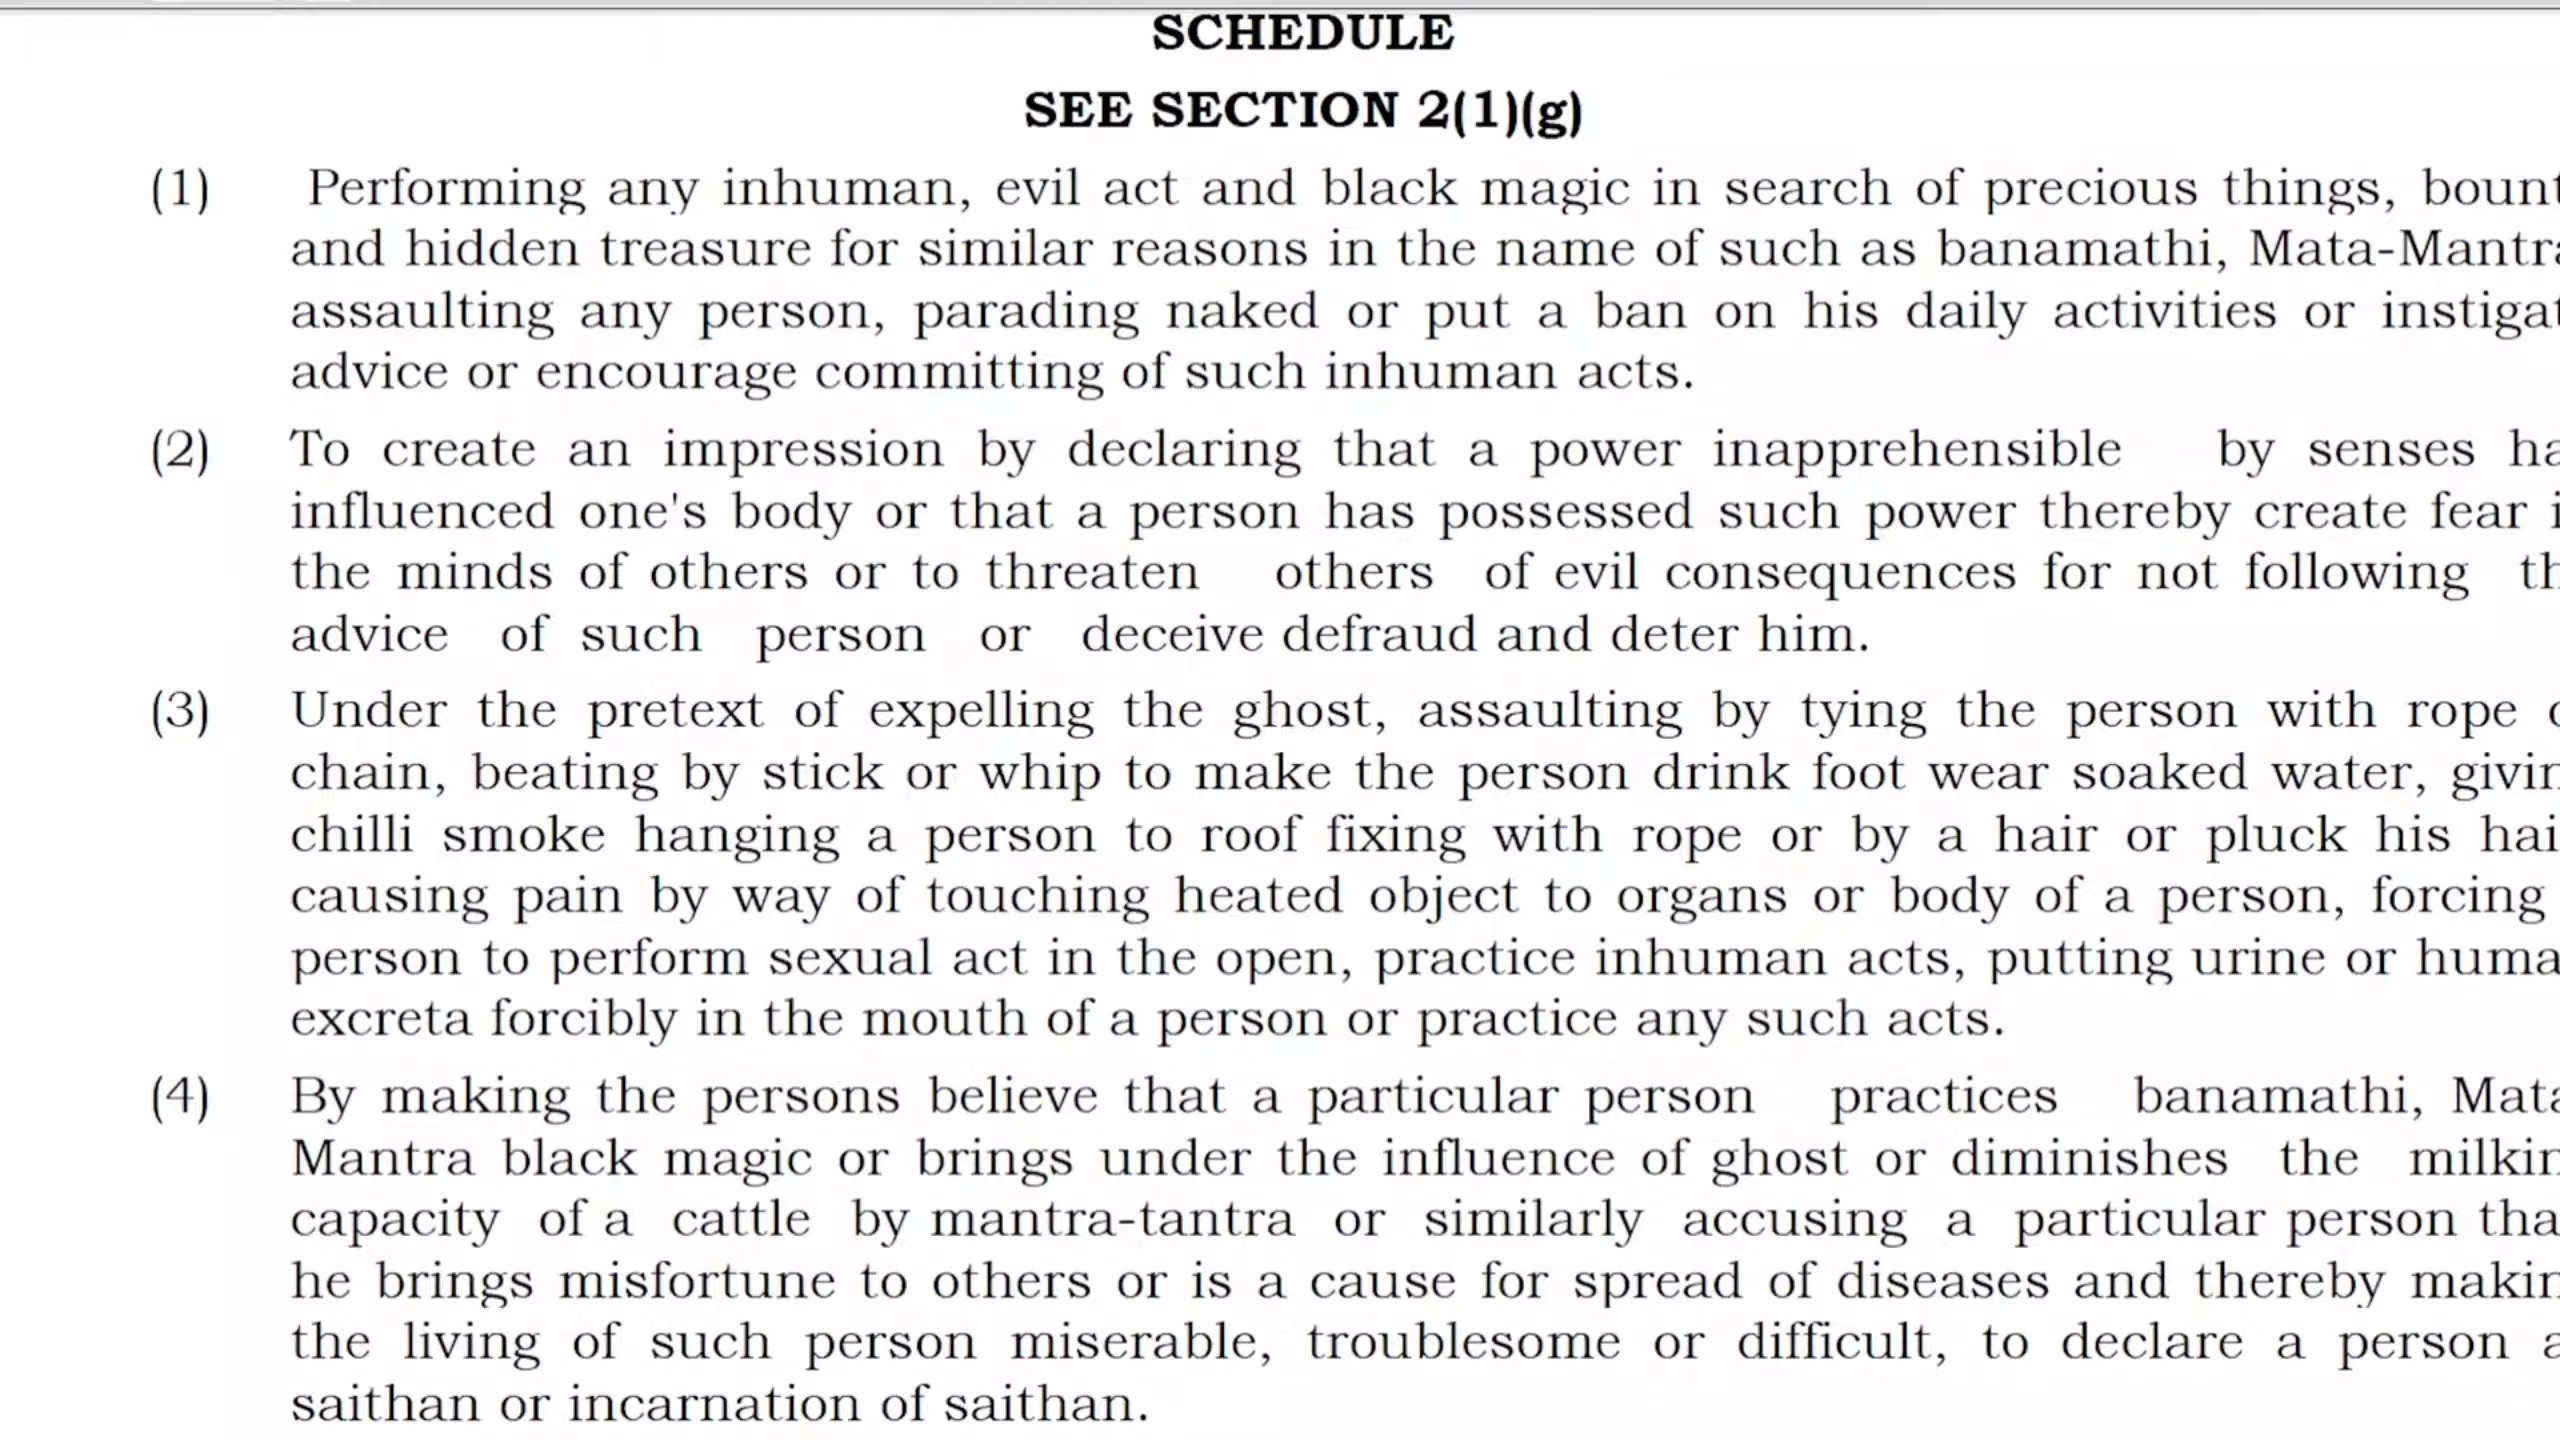 SCHEDULE
SEE SECTION 2(1)(g)
(1) Performing any inhuman, evil act and black magic in search of precious things, bount
and hidden treasure for similar reasons in the name of such as banamathi, Mata-Mantra
assaulting any person, parading naked or put a ban on his daily activities or instigat
advice or encourage committing of such inhuman acts.
(2) To create an impression by declaring that a power inapprehensible by senses ha
influenced one's body or that a person has possessed such power thereby create fear i
the minds of others or to threaten others of evil consequences for not following th
advice of such person or deceive defraud and deter him.
(3) Under the pretext of expelling the ghost, assaulting by tying the person with rope o
chain, beating by stick or whip to make the person drink foot wear soaked water, givin
chilli smoke hanging a person to roof fixing with rope or by a hair or pluck his hai
causing pain by way of touching heated object to organs or body of a person, forcing
person to perform sexual act in the open, practice inhuman acts, putting urine or huma
excreta forcibly in the mouth of a person or practice any such acts.
(4) By making the persons believe that a particular person practices banamathi, Mata
Mantra black magic or brings under the influence of ghost or diminishes the milkin
capacity of a cattle by mantra-tantra or similarly accusing a particular person tha
he brings misfortune to others or is a cause for spread of diseases and thereby makin
the living of such person miserable, troublesome or difficult, to declare a person a
saithan or incarnation of saithan.